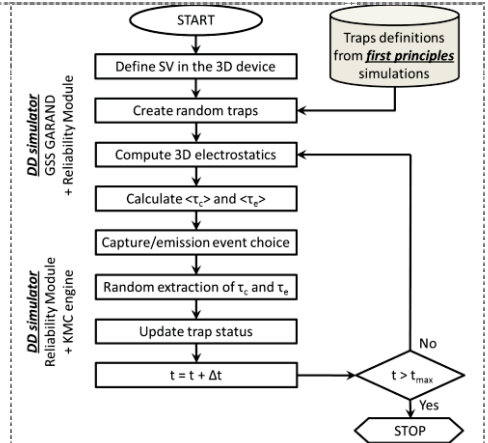 START
Traps definitions
from first principles
simulations
Define SV in the 3D device
Create random traps
Compute 3D electrostatics
Calculate <τc> and <τe>
Capture/emission event choice
Random extraction of τc and τe
Update trap status
t = t + Δt
t > tmax
No
Yes
STOP
DD simulator
GSS GARAND
+ Reliability Module
DD simulator
Reliability Module
+ KMC engine